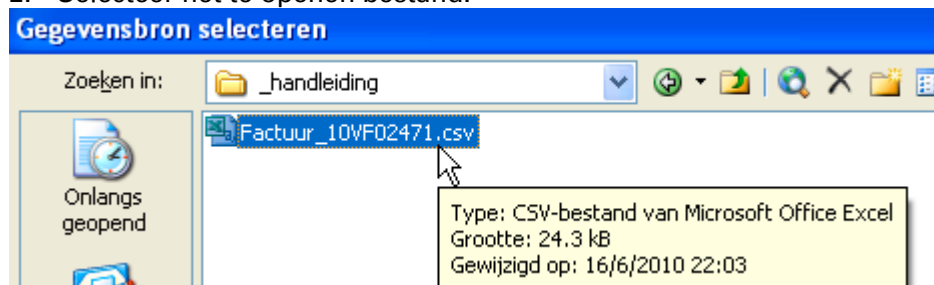 2. Selecteer het te openen bestand:
Gegevensbron selecteren
Zoeken in:
_handleiding
Factuur_10VF02471.csv
Onlangs
geopend
Type: CSV-bestand van Microsoft Office Excel
Grootte: 24.3 kB
Gewijzigd op: 16/6/2010 22:03